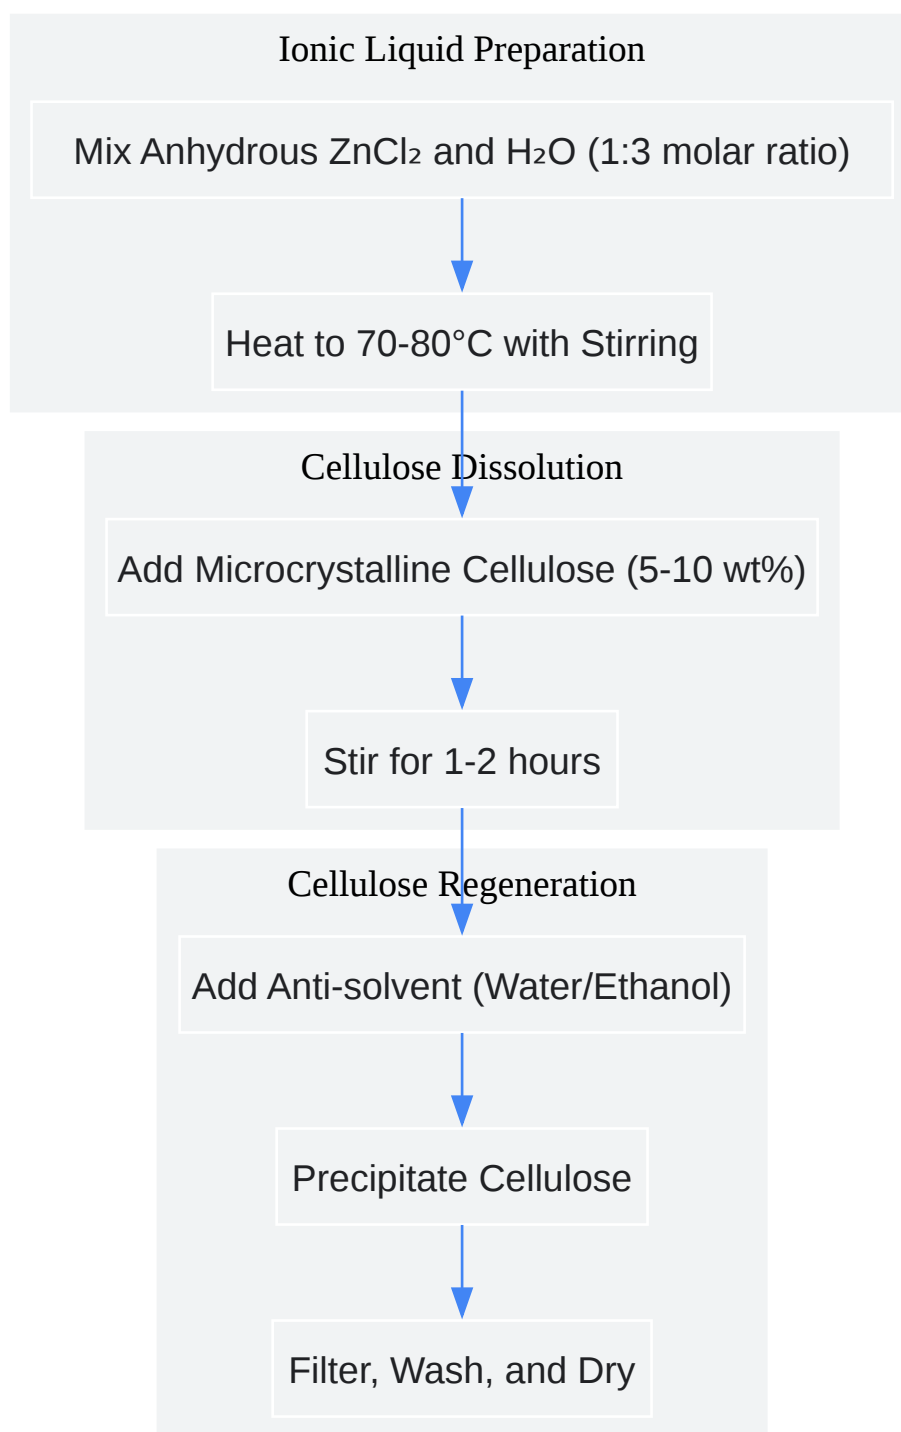 Ionic Liquid Preparation
Mix Anhydrous ZnCl₂ and H₂O (1:3 molar ratio)
Heat to 70-80°C with Stirring
Cellulose Dissolution
Add Microcrystalline Cellulose (5-10 wt%)
Stir for 1-2 hours
Cellulose Regeneration
Add Anti-solvent (Water/Ethanol)
Precipitate Cellulose
Filter, Wash, and Dry